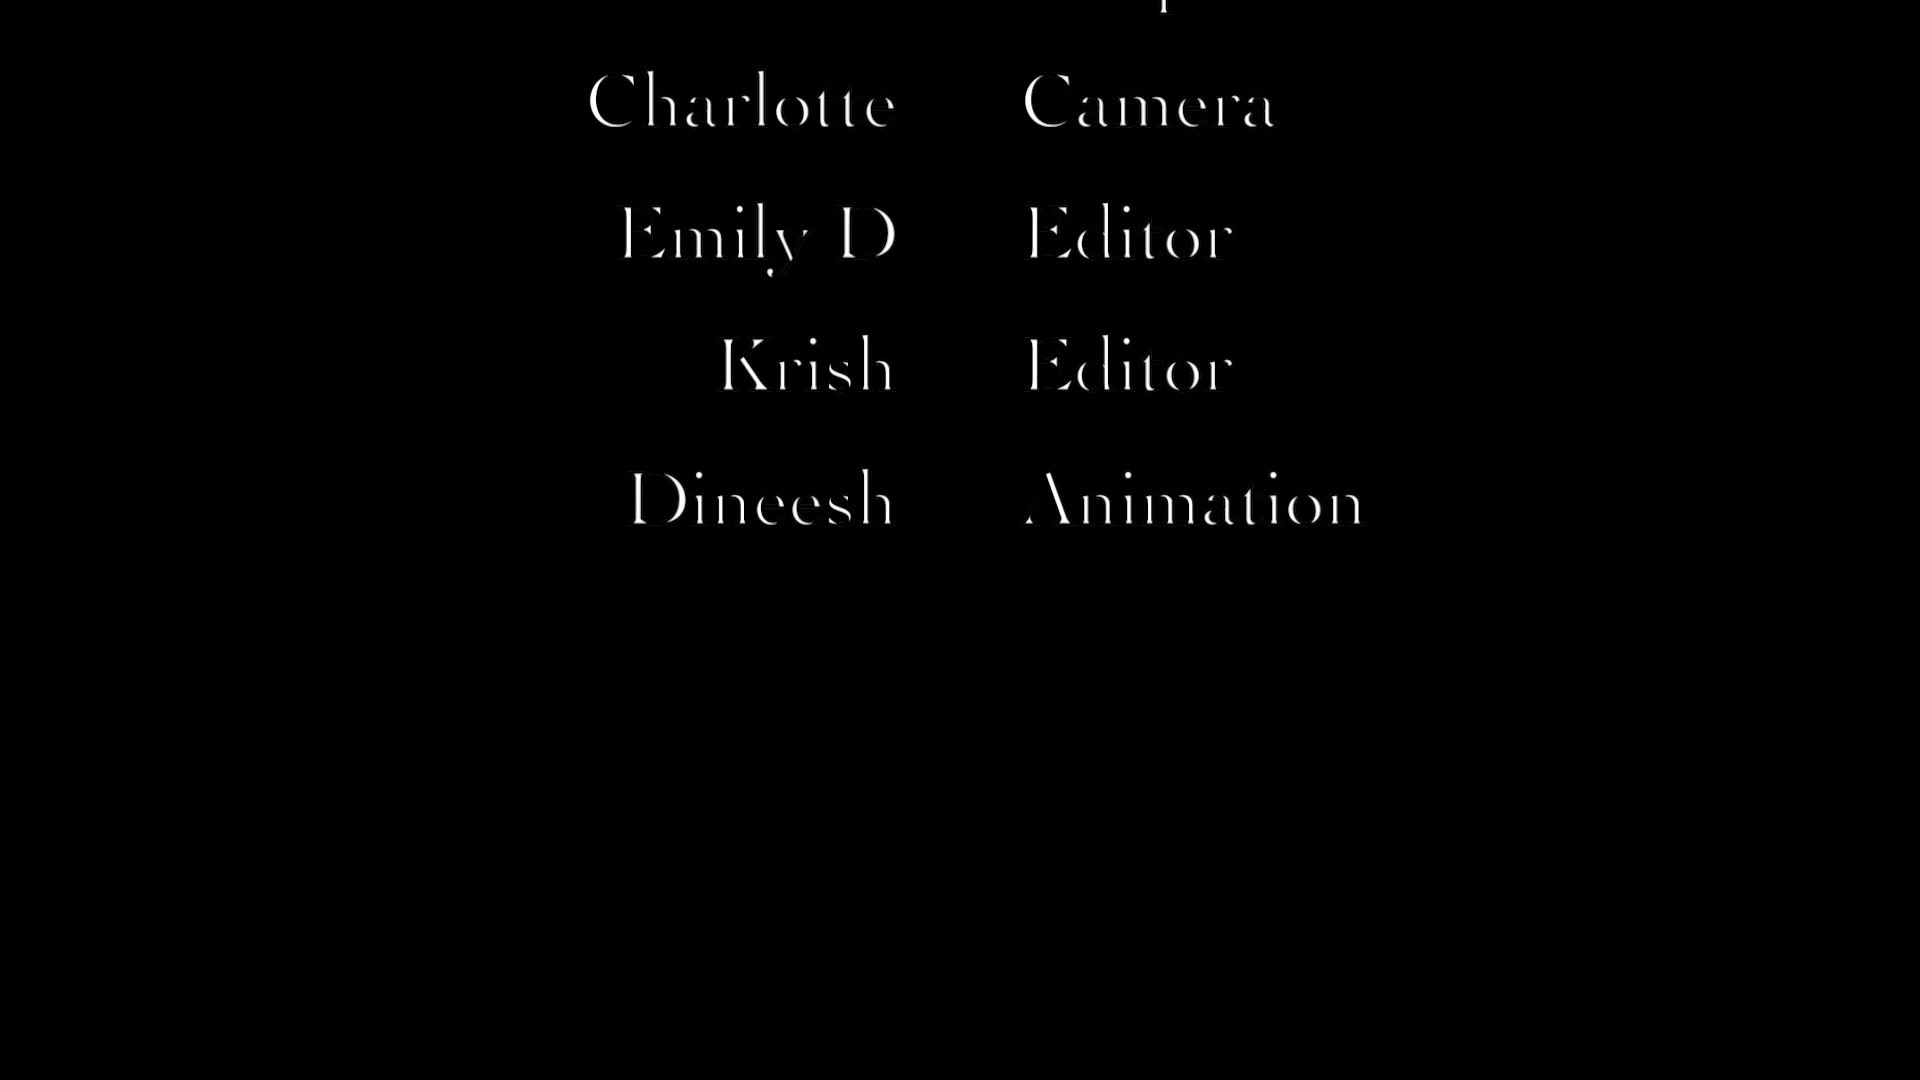 Charlotte Camera
Emily D Editor
Krish Editor
Dineesh Animation